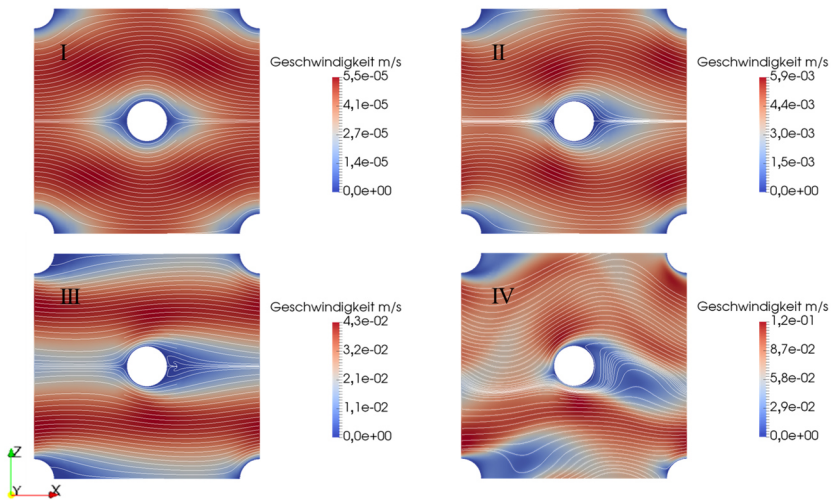 I
Geschwindigkeit m/s
5,5e-05
4,1e-05
2,7e-05
1,4e-05
0,0e+00
II
Geschwindigkeit m/s
5,9e-03
4,4e-03
3,0e-03
1,5e-03
0,0e+00
III
Geschwindigkeit m/s
4,3e-02
3,2e-02
2,1e-02
1,1e-02
0,0e+00
IV
Geschwindigkeit m/s
1,2e-01
8,7e-02
5,8e-02
2,9e-02
0,0e+00
Z
Y
X